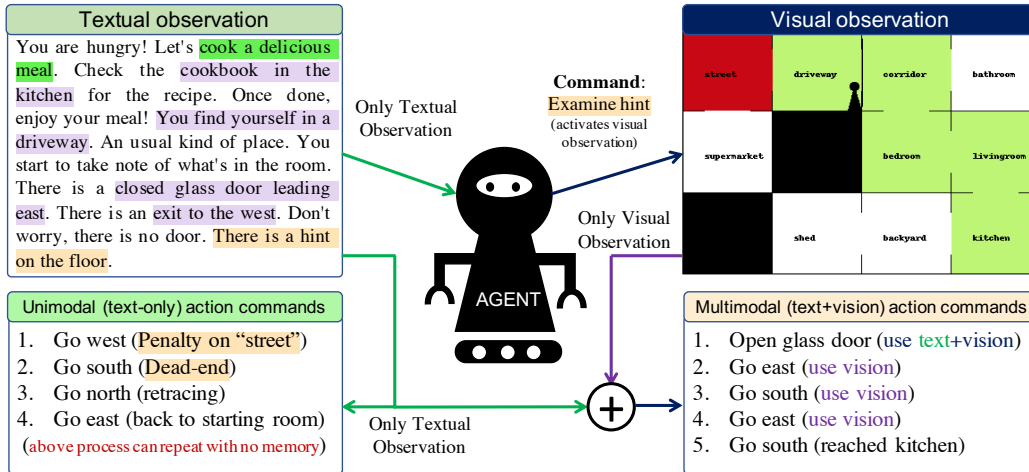 Textual observation
You are hungry! Let's cook a delicious
meal. Check the cookbook in the
kitchen for the recipe. Once done,
enjoy your meal! You find yourself in a
driveway. An usual kind of place. You
start to take note of what's in the room.
There is a closed glass door leading
east. There is an exit to the west. Don't
worry, there is no door. There is a hint
on the floor.
Only Textual
Observation
Command:
Examine hint
(activates visual
observation)
AGENT
Only Visual
Observation
Visual observation
street driveway corridor bathroom
supermarket bedroom livingroom
shed backyard kitchen
Unimodal (text-only) action commands
1. Go west (Penalty on “street”)
2. Go south (Dead-end)
3. Go north (retracing)
4. Go east (back to starting room)
(above process can repeat with no memory)
Only Textual
Observation
+
Multimodal (text+vision) action commands
1. Open glass door (use text+vision)
2. Go east (use vision)
3. Go south (use vision)
4. Go east (use vision)
5. Go south (reached kitchen)